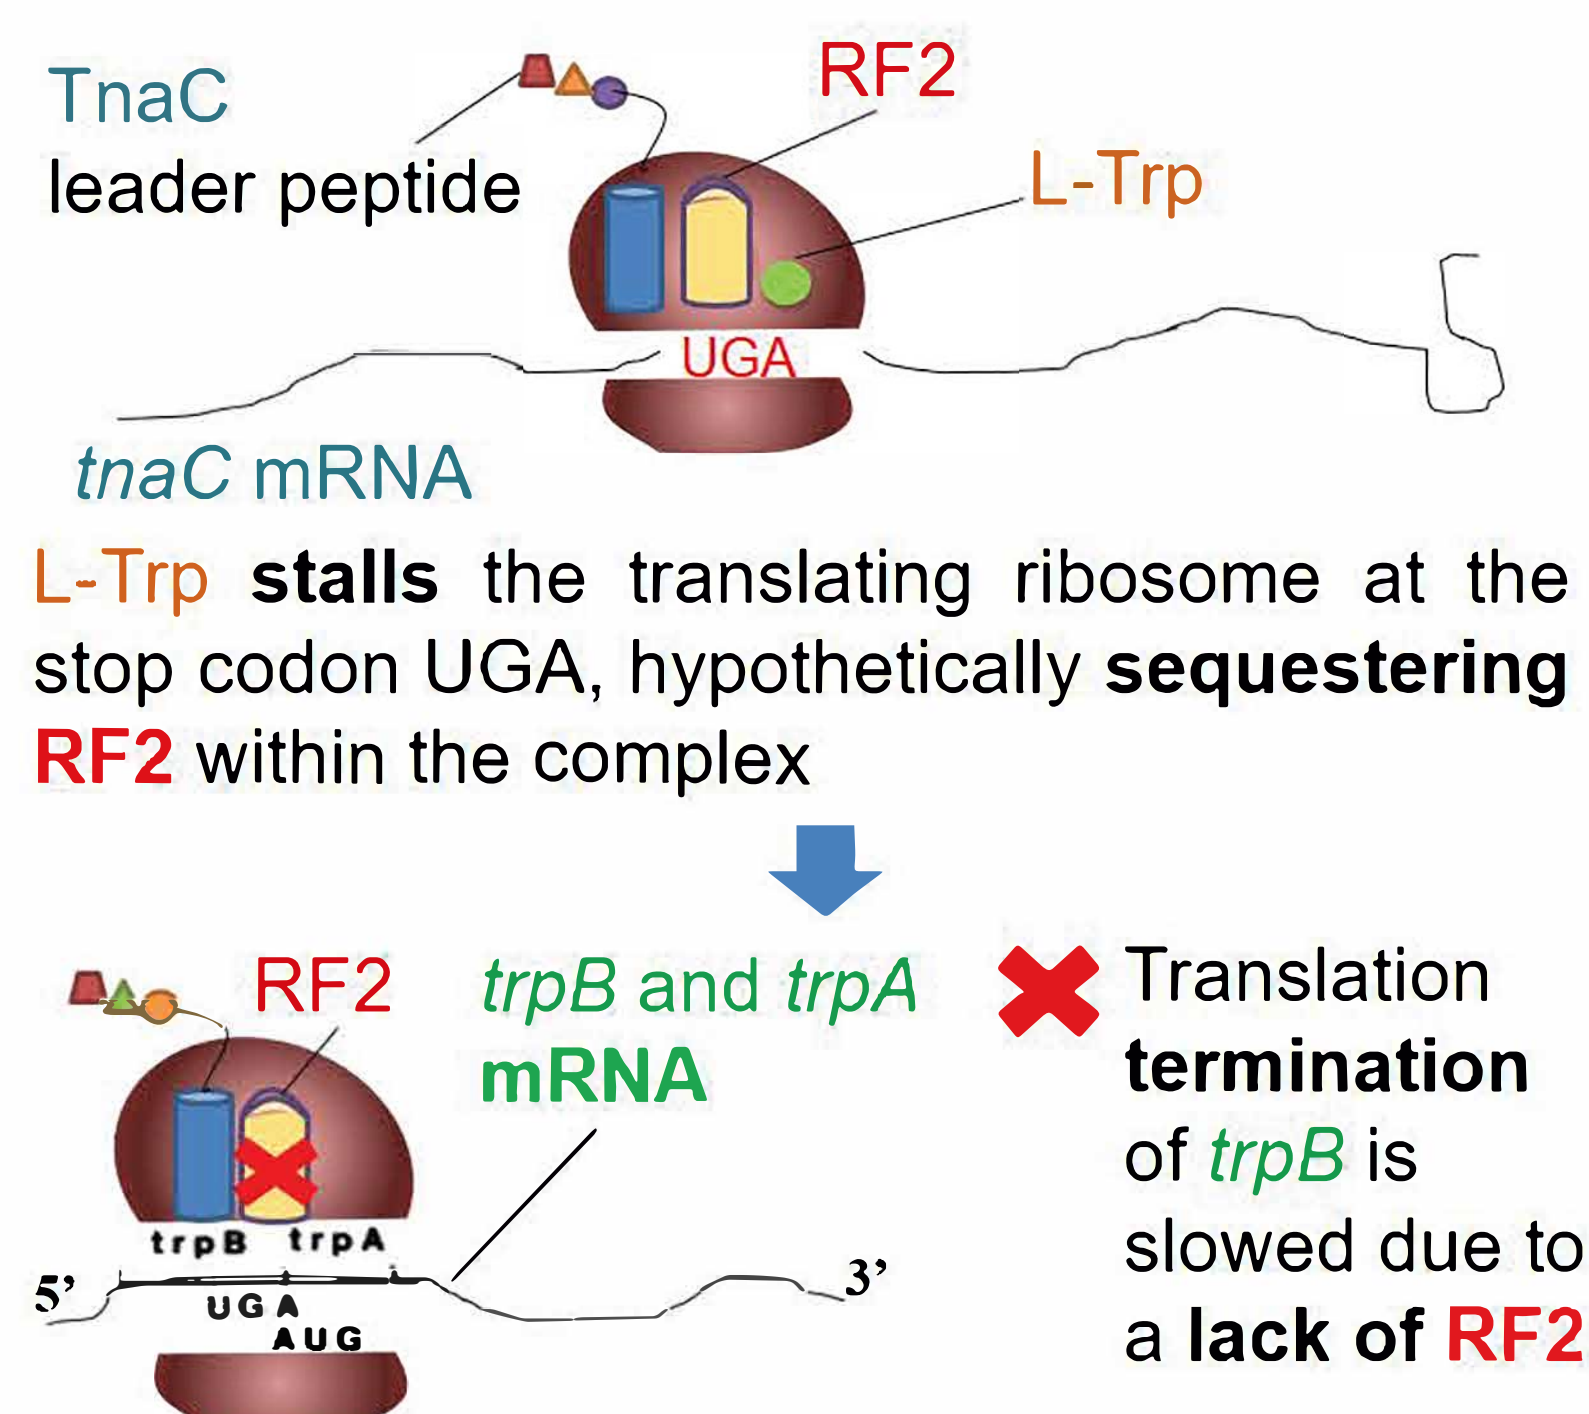 TnaC
leader peptide
RF2
L-Trp
UGA
tnaC mRNA
L-Trp stalls the translating ribosome at the
stop codon UGA, hypothetically sequestering
RF2 within the complex
RF2
trpB and trpA
mRNA
trpB trpA
5’
3’
UGA
AUG
Translation
termination
of trpB is
slowed due to
a lack of RF2